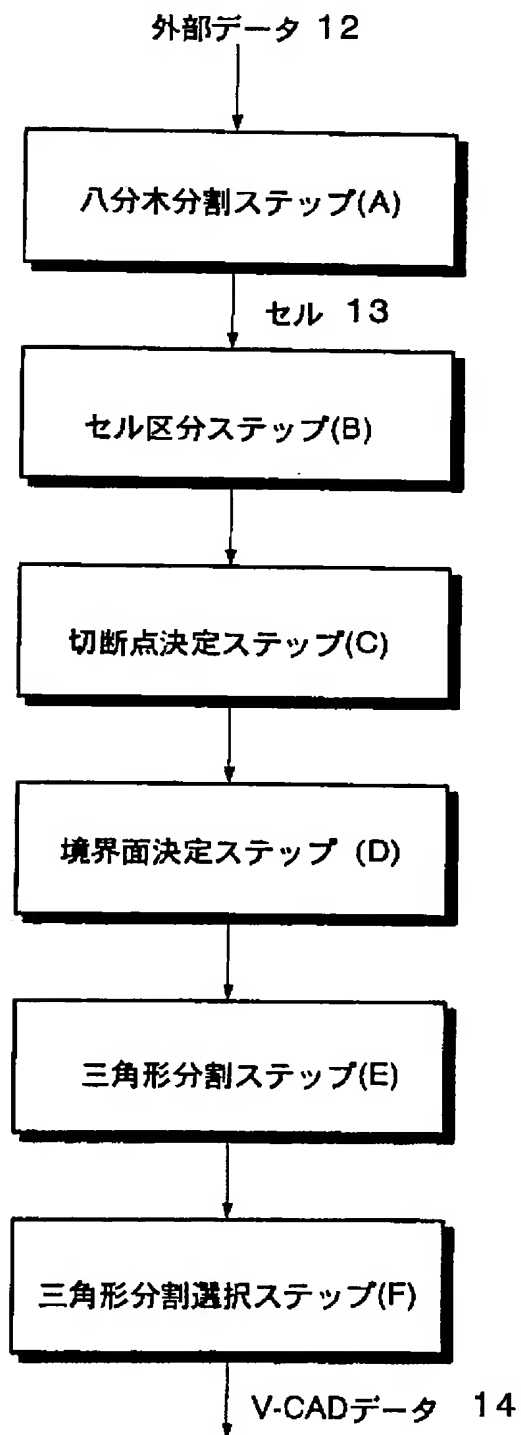 外部データ 12
八分木分割ステップ(A)
セル 13
セル区分ステップ(B)
切断点決定ステップ(C)
境界面決定ステップ (D)
三角形分割ステップ(E)
三角形分割選択ステップ(F)
V-CADデータ 14